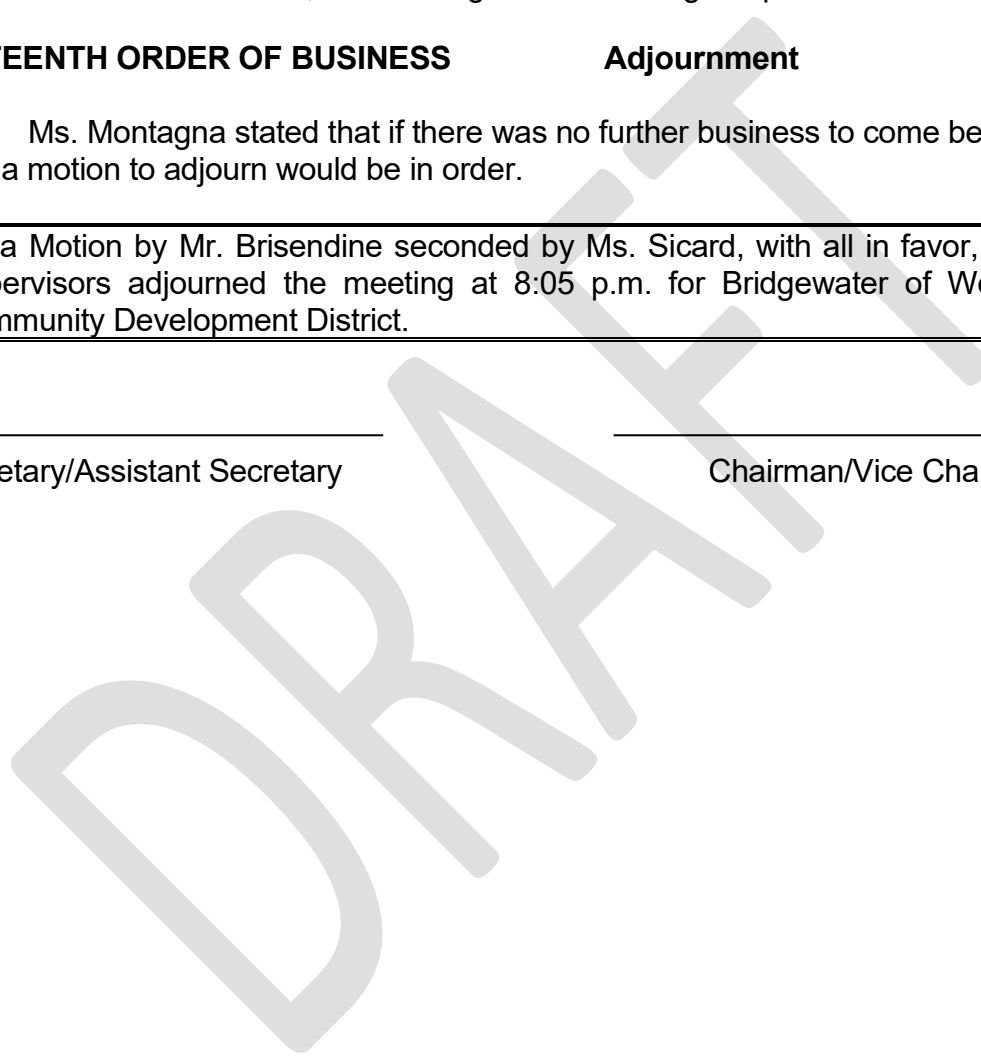 TEENTH ORDER OF BUSINESS Adjournment
Ms. Montagna stated that if there was no further business to come be
a motion to adjourn would be in order.
a Motion by Mr. Brisendine seconded by Ms. Sicard, with all in favor,
pervisors adjourned the meeting at 8:05 p.m. for Bridgewater of We
mmunity Development District.
etary/Assistant Secretary Chairman/Vice Cha
DRAFT